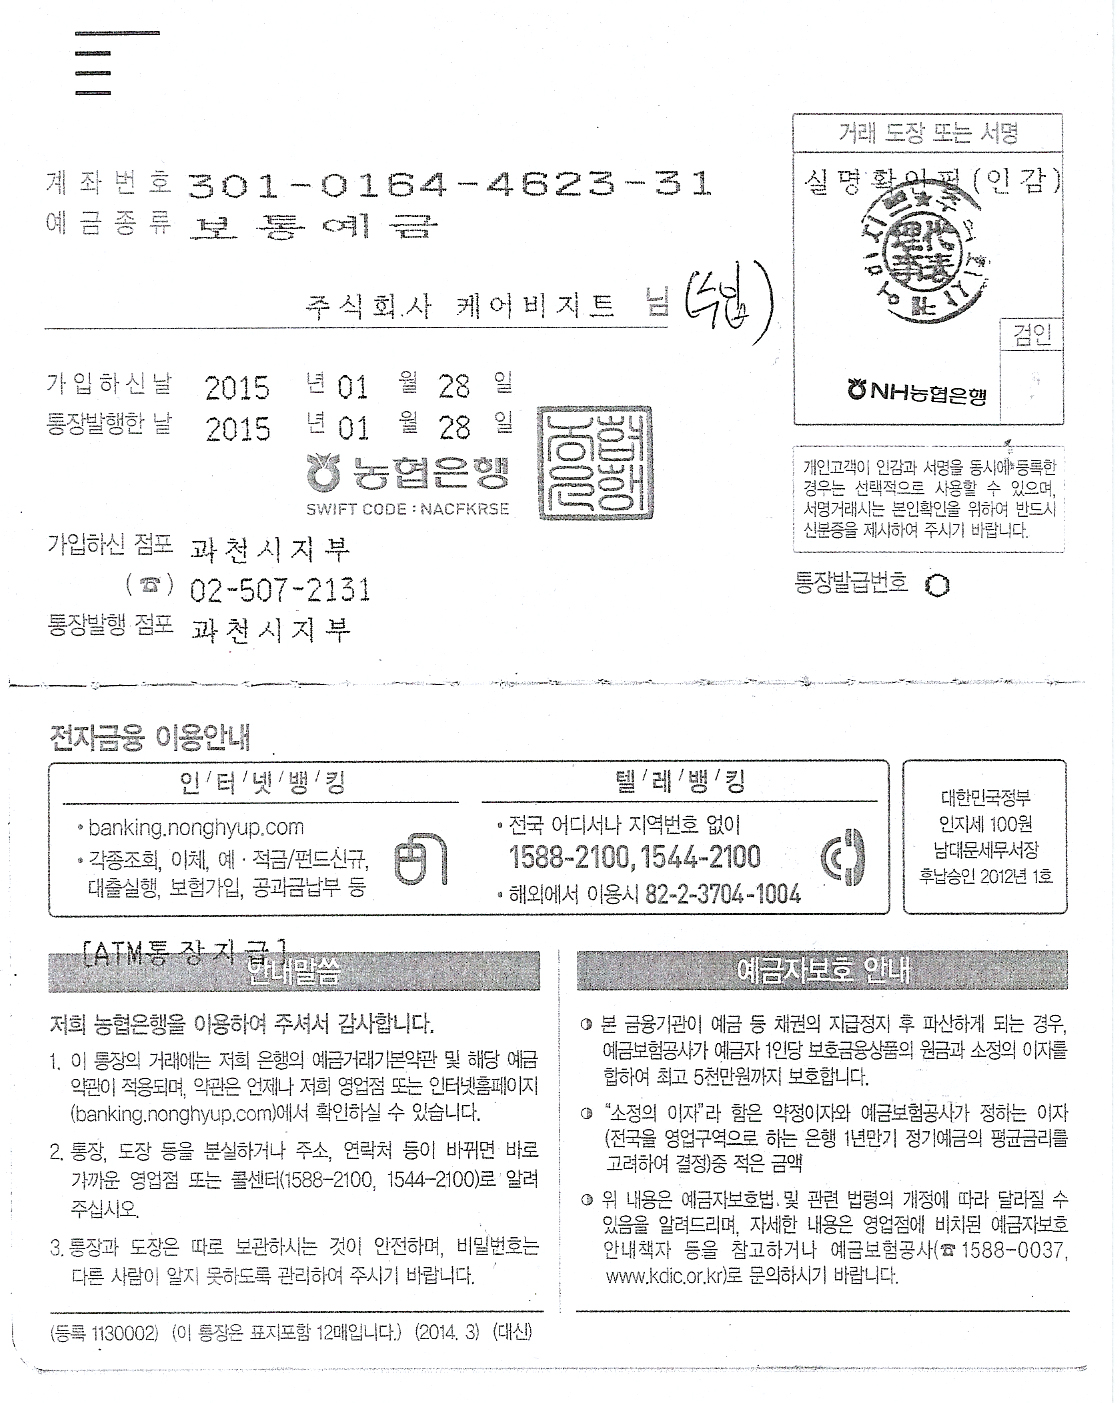 거래 도장 또는 서명
실명확인필(인감)
계좌번호 301-0164-4623-31
예금종류 보통예금
주식회사 케어비지트 님
검인
NH농협은행
가입하신날 2015 년 01 월 28 일
통장발행한 날 2015 년 01 월 28 일
농협은행
SWIFT CODE : NACFKRSE
개인고객이 인감과 서명을 동시에 등록한
경우는 선택적으로 사용할 수 있으며,
서명거래시는 본인확인을 위하여 반드시
신분증을 제시하여 주시기 바랍니다.
가입하신 점포 과천시지부
(☎) 02-507-2131
통장발행 점포 과천시지부
통장발급번호 0
전자금융 이용안내
인/터/넷/뱅/킹
• banking.nonghyup.com
• 각종조회, 이체, 예·적금/펀드신규,
대출실행, 보험가입, 공과금납부 등
텔/레/뱅/킹
• 전국 어디서나 지역번호 없이
1588-2100, 1544-2100
• 해외에서 이용시 82-2-3704-1004
대한민국정부
인지세 100원
남대문세무서장
후납승인 2012년 1호
[ATM통장지급]
안내말씀
저희 농협은행을 이용하여 주셔서 감사합니다.
1. 이 통장의 거래에는 저희 은행의 예금거래기본약관 및 해당 예금
약관이 적용되며, 약관은 언제나 저희 영업점 또는 인터넷홈페이지
(banking.nonghyup.com)에서 확인하실 수 있습니다.
2. 통장, 도장 등을 분실하거나 주소, 연락처 등이 바뀌면 바로
가까운 영업점 또는 콜센터(1588-2100, 1544-2100)로 알려
주십시오.
3. 통장과 도장은 따로 보관하시는 것이 안전하며, 비밀번호는
다른 사람이 알지 못하도록 관리하여 주시기 바랍니다.
예금자보호 안내
본 금융기관이 예금 등 채권의 지급정지 후 파산하게 되는 경우,
예금보험공사가 예금자 1인당 보호금융상품의 원금과 소정의 이자를
합하여 최고 5천만원까지 보호합니다.
"소정의 이자"라 함은 약정이자와 예금보험공사가 정하는 이자
(전국을 영업구역으로 하는 은행 1년만기 정기예금의 평균금리를
고려하여 결정)중 적은 금액
위 내용은 예금자보호법 및 관련 법령의 개정에 따라 달라질 수
있음을 알려드리며, 자세한 내용은 영업점에 비치된 예금자보호
안내책자 등을 참고하거나 예금보험공사(☎1588-0037,
www.kdic.or.kr)로 문의하시기 바랍니다.
(등록 1130002) (이 통장은 표지포함 12매입니다.) (2014. 3) (대신)